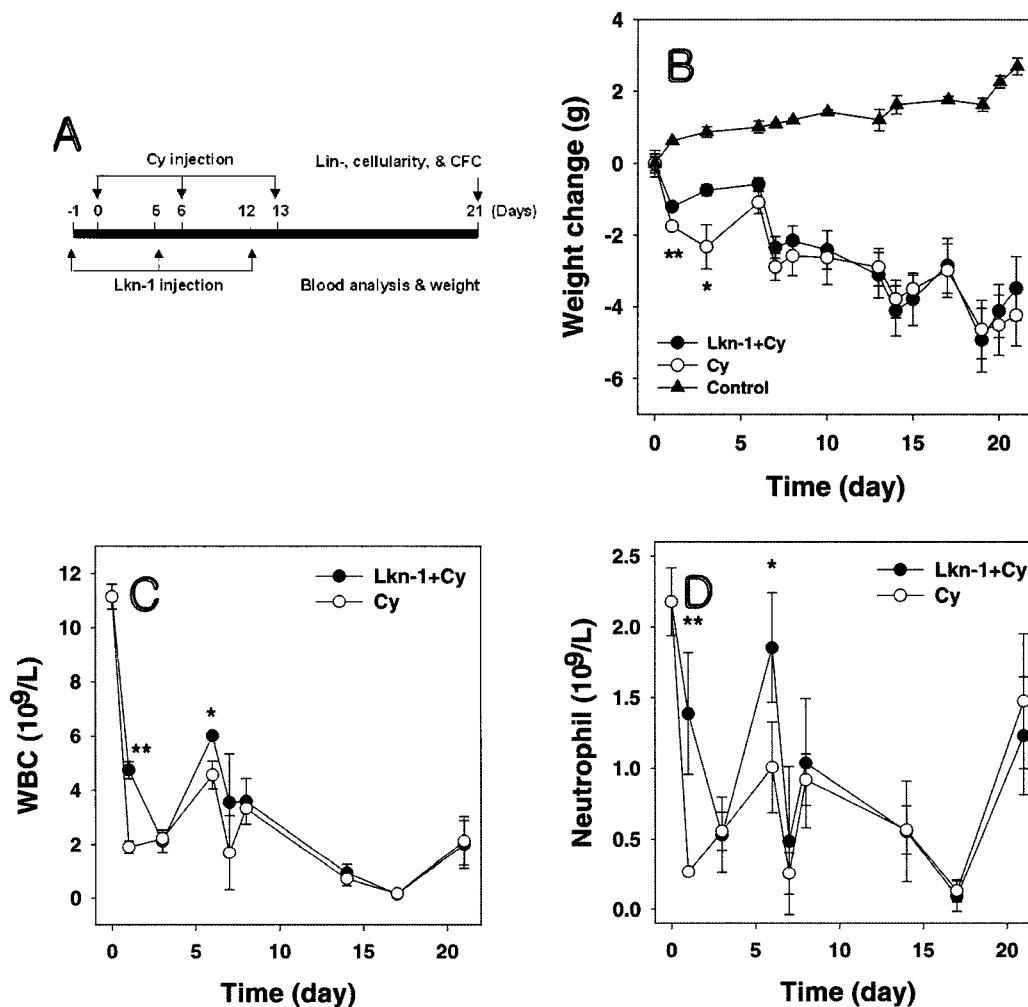 A
Cy injection
Lin-, cellularity, & CFC
-1 0 5 6 12 13 21 (Days)
Lkn-1 injection
Blood analysis & weight
B
Weight change (g)
4
2
0
-2
-4
-6
**
*
Lkn-1+Cy
Cy
Control
0 5 10 15 20
Time (day)
C
WBC (10⁹/L)
12
10
8
6
4
2
0
**
*
Lkn-1+Cy
Cy
0 5 10 15 20
Time (day)
D
Neutrophil (10⁹/L)
2.5
2.0
1.5
1.0
0.5
0.0
**
*
Lkn-1+Cy
Cy
0 5 10 15 20
Time (day)